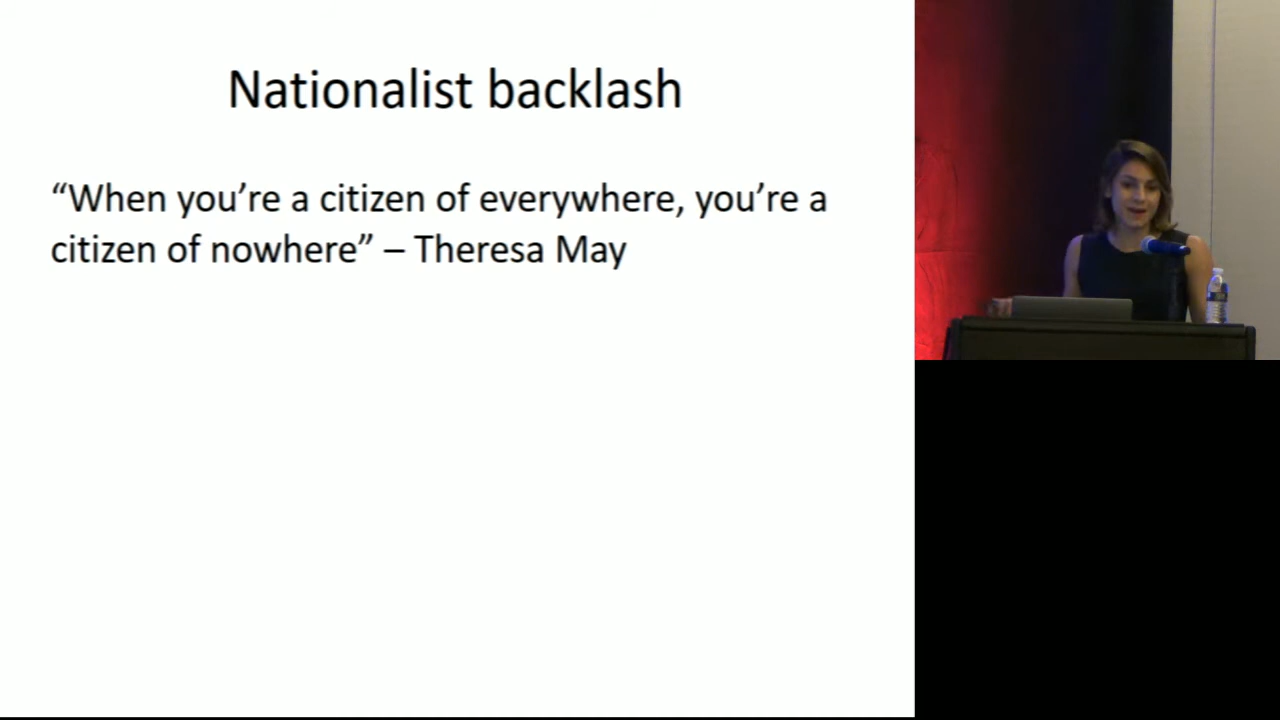 Nationalist backlash
“When you’re a citizen of everywhere, you’re a
citizen of nowhere” – Theresa May